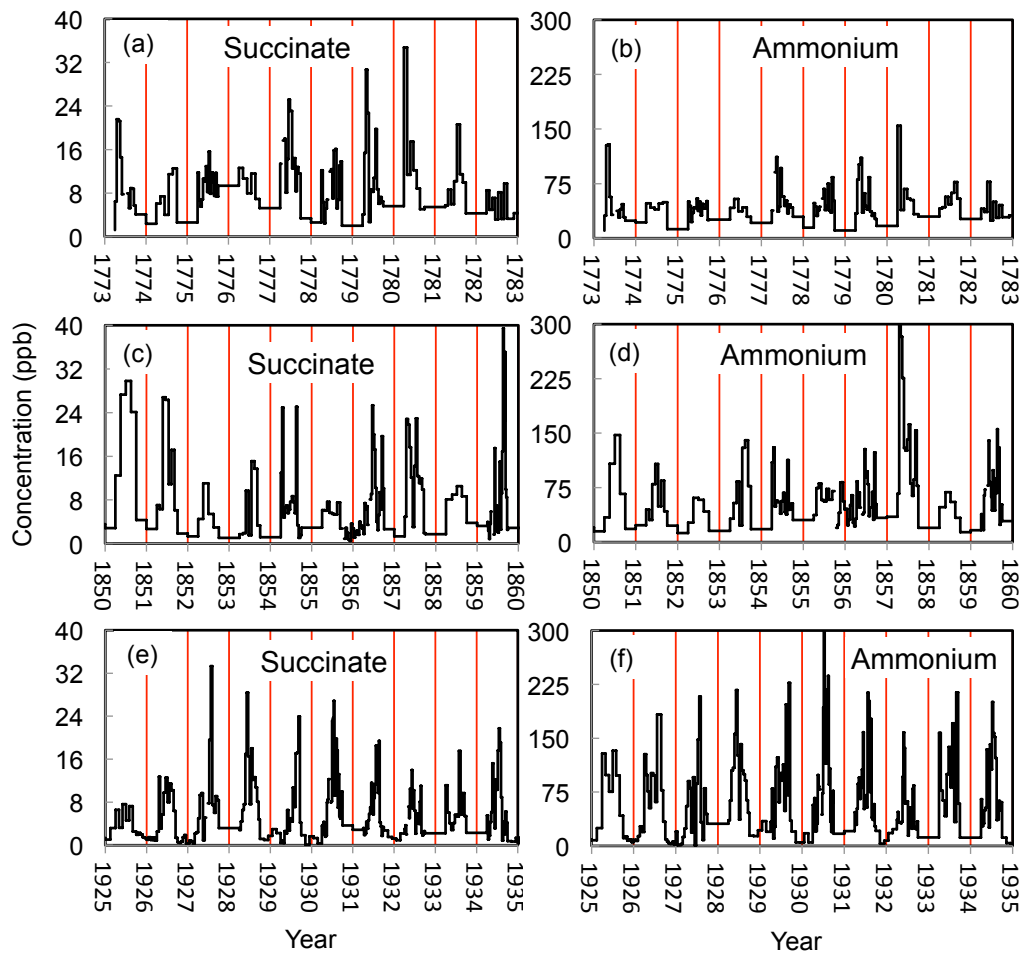 (a)
Succinate
40
32
24
16
8
0
1773 1774 1775 1776 1777 1778 1779 1780 1781 1782 1783
(b)
Ammonium
300
225
150
75
0
1773 1774 1775 1776 1777 1778 1779 1780 1781 1782 1783
Concentration (ppb)
(c)
Succinate
40
32
24
16
8
0
1850 1851 1852 1853 1854 1855 1856 1857 1858 1859 1860
(d)
Ammonium
300
225
150
75
0
1850 1851 1852 1853 1854 1855 1856 1857 1858 1859 1860
(e)
Succinate
40
32
24
16
8
0
1925 1926 1927 1928 1929 1930 1931 1932 1933 1934 1935
Year
(f)
Ammonium
300
225
150
75
0
1925 1926 1927 1928 1929 1930 1931 1932 1933 1934 1935
Year